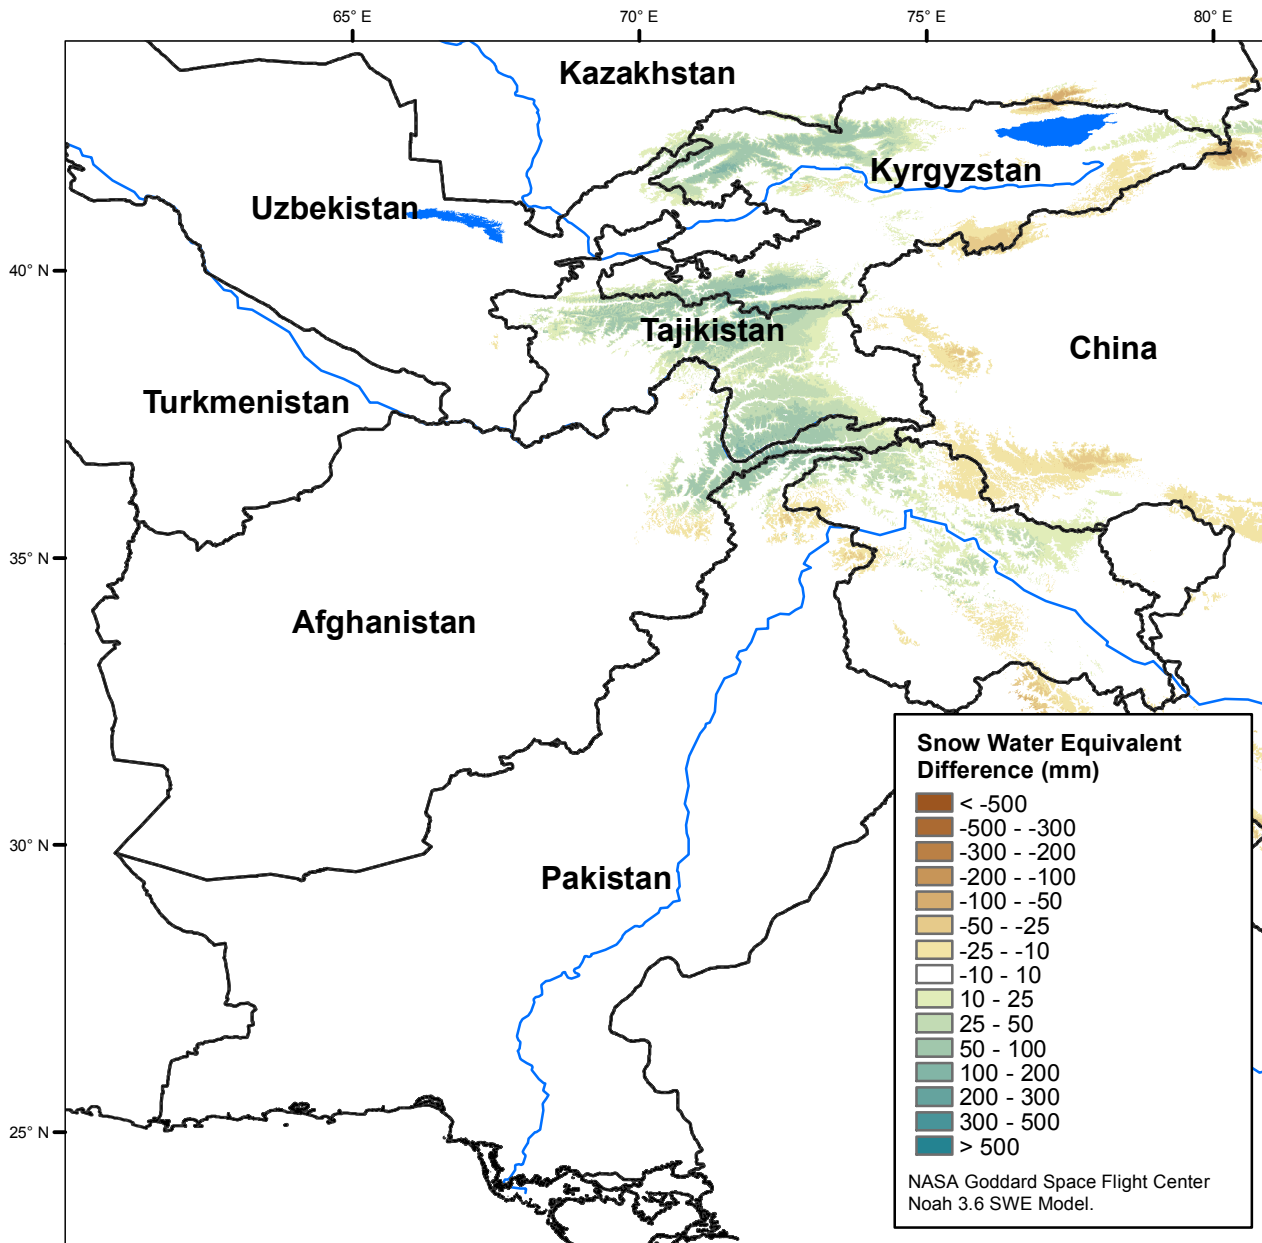 65° E
70° E
75° E
80° E
Kazakhstan
Kyrgyzstan
Uzbekistan
40° N
Tajikistan
China
Turkmenistan
35° N
Afghanistan
30° N
Pakistan
25° N
Snow Water Equivalent
Difference (mm)
< -500
-500 - -300
-300 - -200
-200 - -100
-100 - -50
-50 - -25
-25 - -10
-10 - 10
10 - 25
25 - 50
50 - 100
100 - 200
200 - 300
300 - 500
> 500
NASA Goddard Space Flight Center
Noah 3.6 SWE Model.